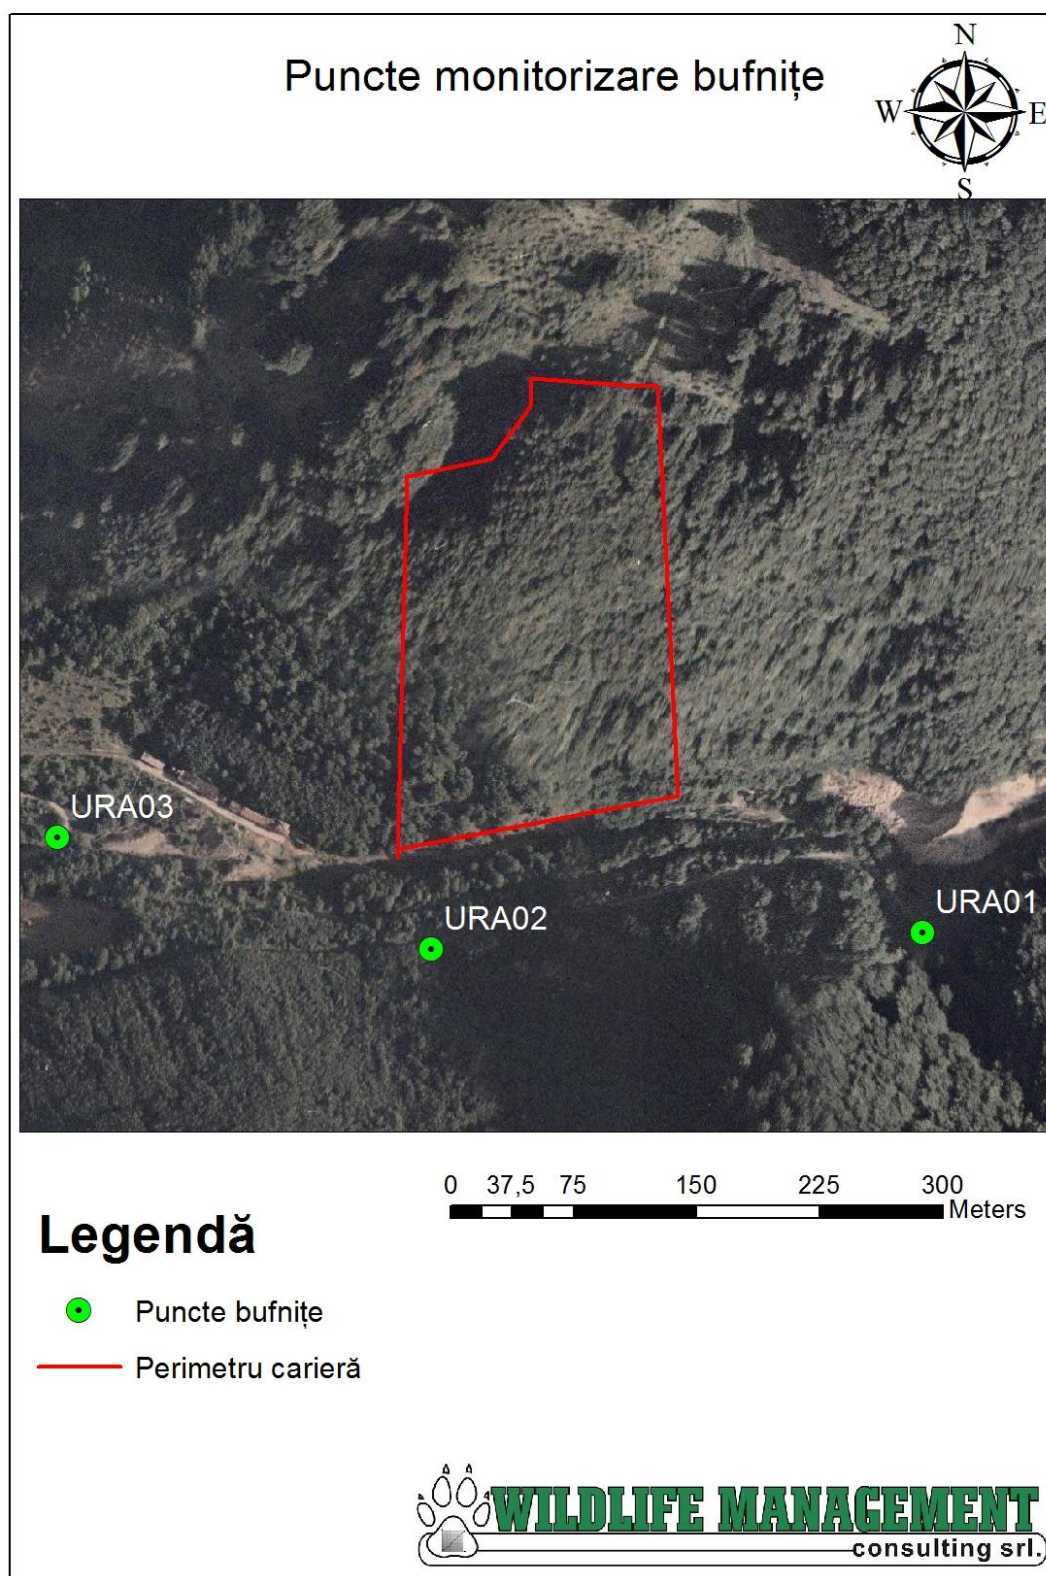 Puncte monitorizare bufnițe
N
W
E
S
URA03
URA02
URA01
0 37,5 75 150 225 300
Meters
Legendă
Puncte bufnițe
Perimetru carieră
WILDLIFE MANAGEMENT
consulting srl.